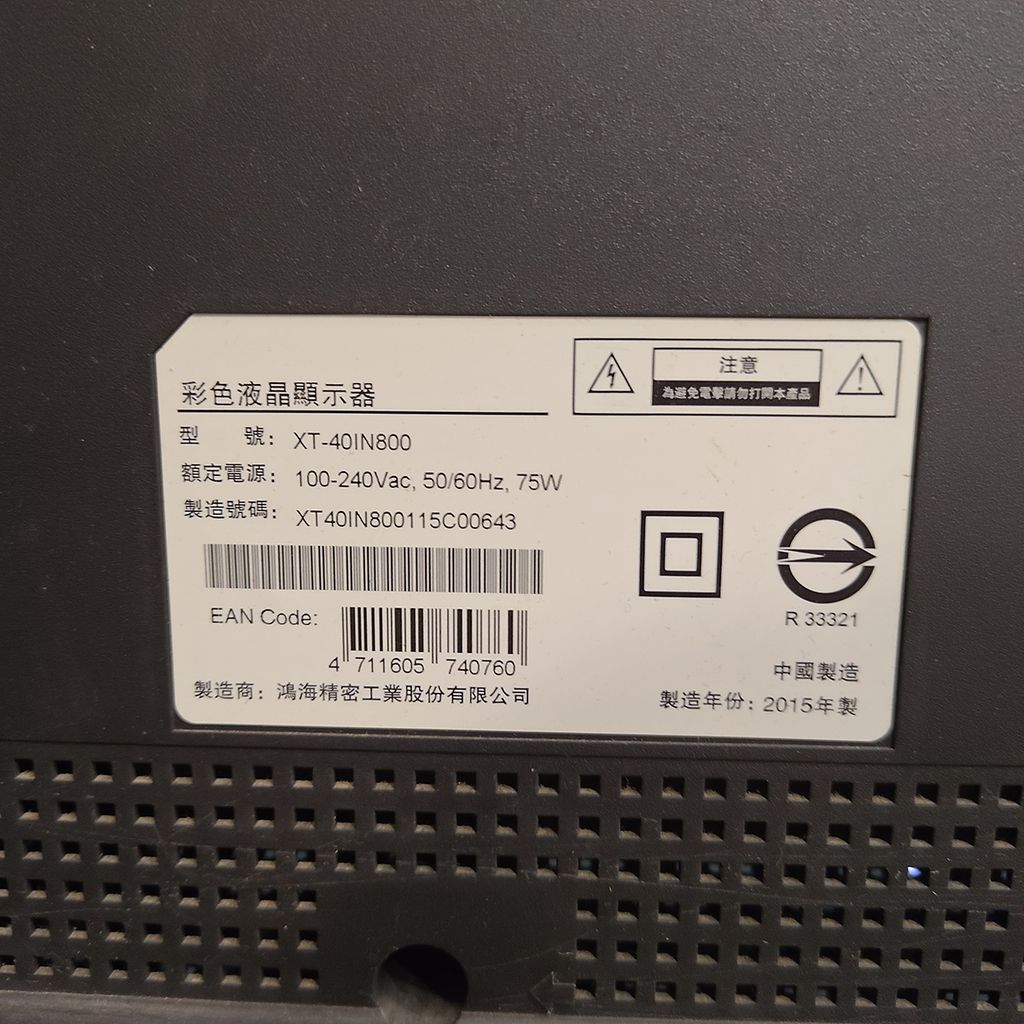 彩色液晶顯示器
注意
為避免電擊請勿打開本產品
型 號: XT-40IN800
額定電源: 100-240Vac, 50/60Hz, 75W
製造號碼: XT40IN800115C00643
EAN Code:
4 711605 740760
R 33321
中國製造
製造商: 鴻海精密工業股份有限公司
製造年份: 2015年製